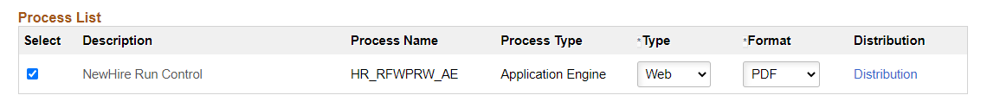 Process List
Select Description Process Name Process Type *Type *Format Distribution
NewHire Run Control HR_RFWPRW_AE Application Engine Web PDF Distribution